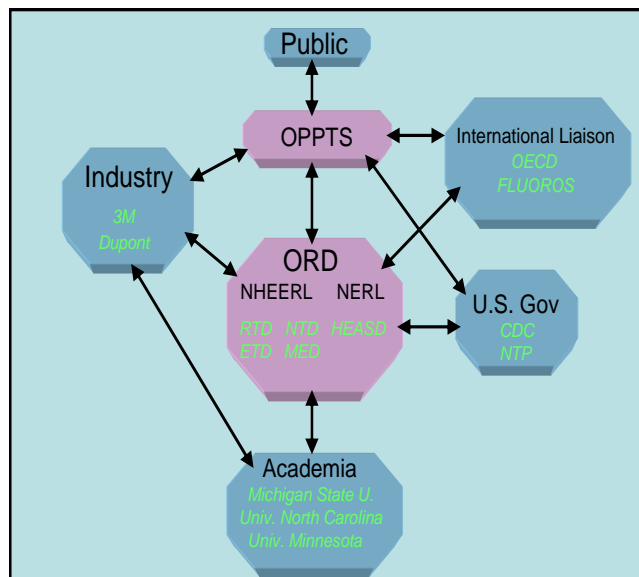 Public
OPPTS
International Liaison
OECD
FLUOROS
Industry
3M
Dupont
ORD
NHEERL NERL
RTD NTD HEASD
ETD MED
U.S. Gov
CDC
NTP
Academia
Michigan State U.
Univ. North Carolina
Univ. Minnesota